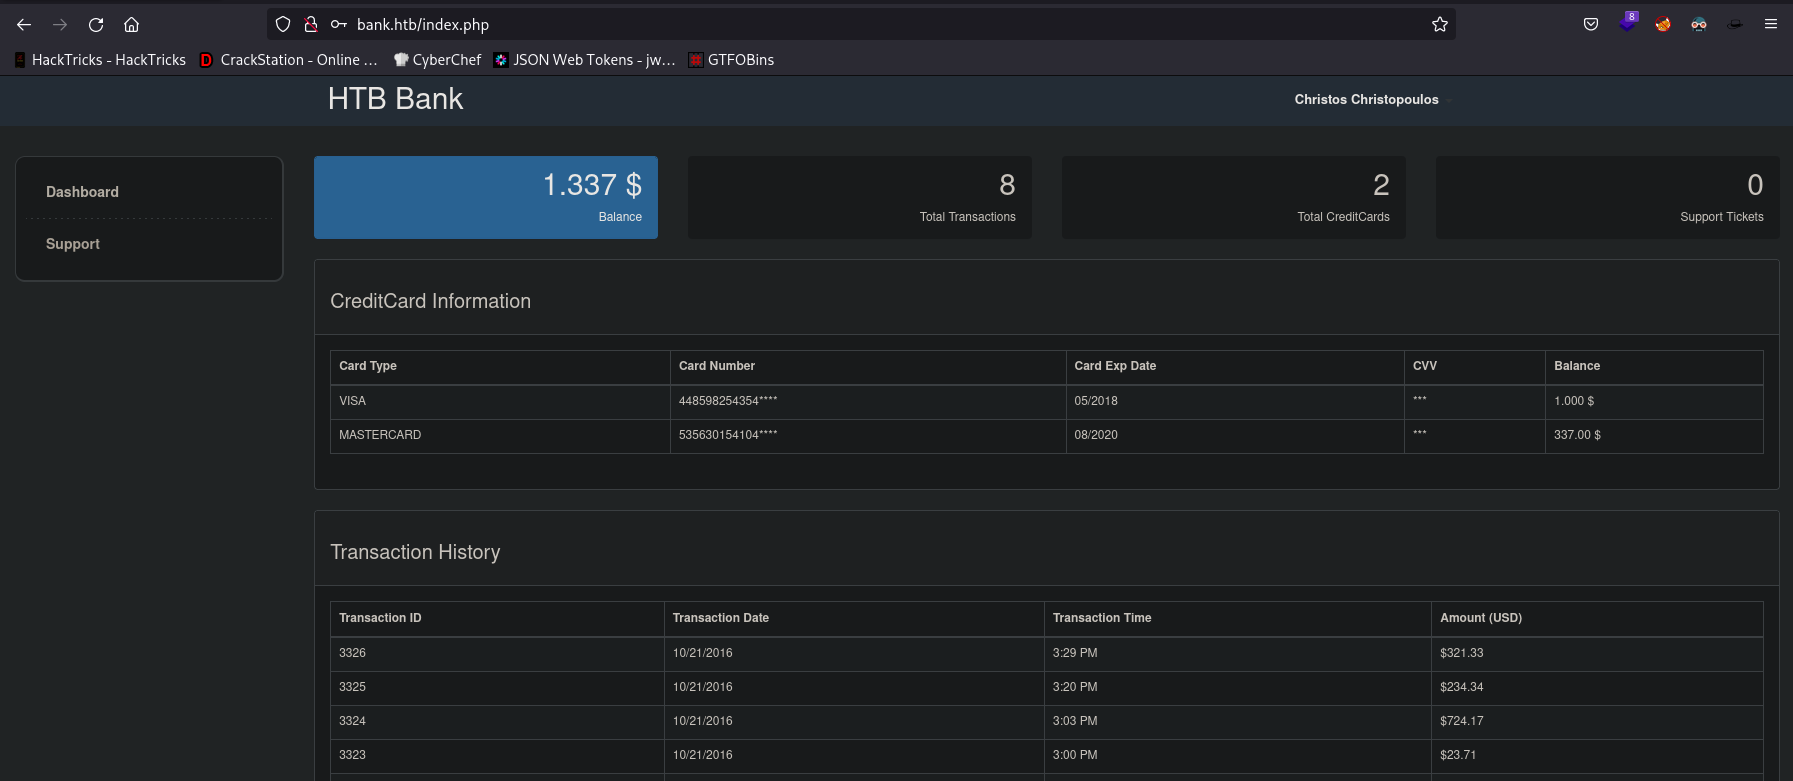 bank.htb/index.php
8
HackTricks - HackTricks D CrackStation - Online ... CyberChef JSON Web Tokens - jw... GTFOBins
HTB Bank
Christos Christopoulos
Dashboard
Support
1.337 $
Balance
8
Total Transactions
2
Total CreditCards
0
Support Tickets
CreditCard Information
Card Type Card Number Card Exp Date CVV Balance
VISA 448598254354**** 05/2018 *** 1.000 $
MASTERCARD 535630154104**** 08/2020 *** 337.00 $
Transaction History
Transaction ID Transaction Date Transaction Time Amount (USD)
3326 10/21/2016 3:29 PM $321.33
3325 10/21/2016 3:20 PM $234.34
3324 10/21/2016 3:03 PM $724.17
3323 10/21/2016 3:00 PM $23.71